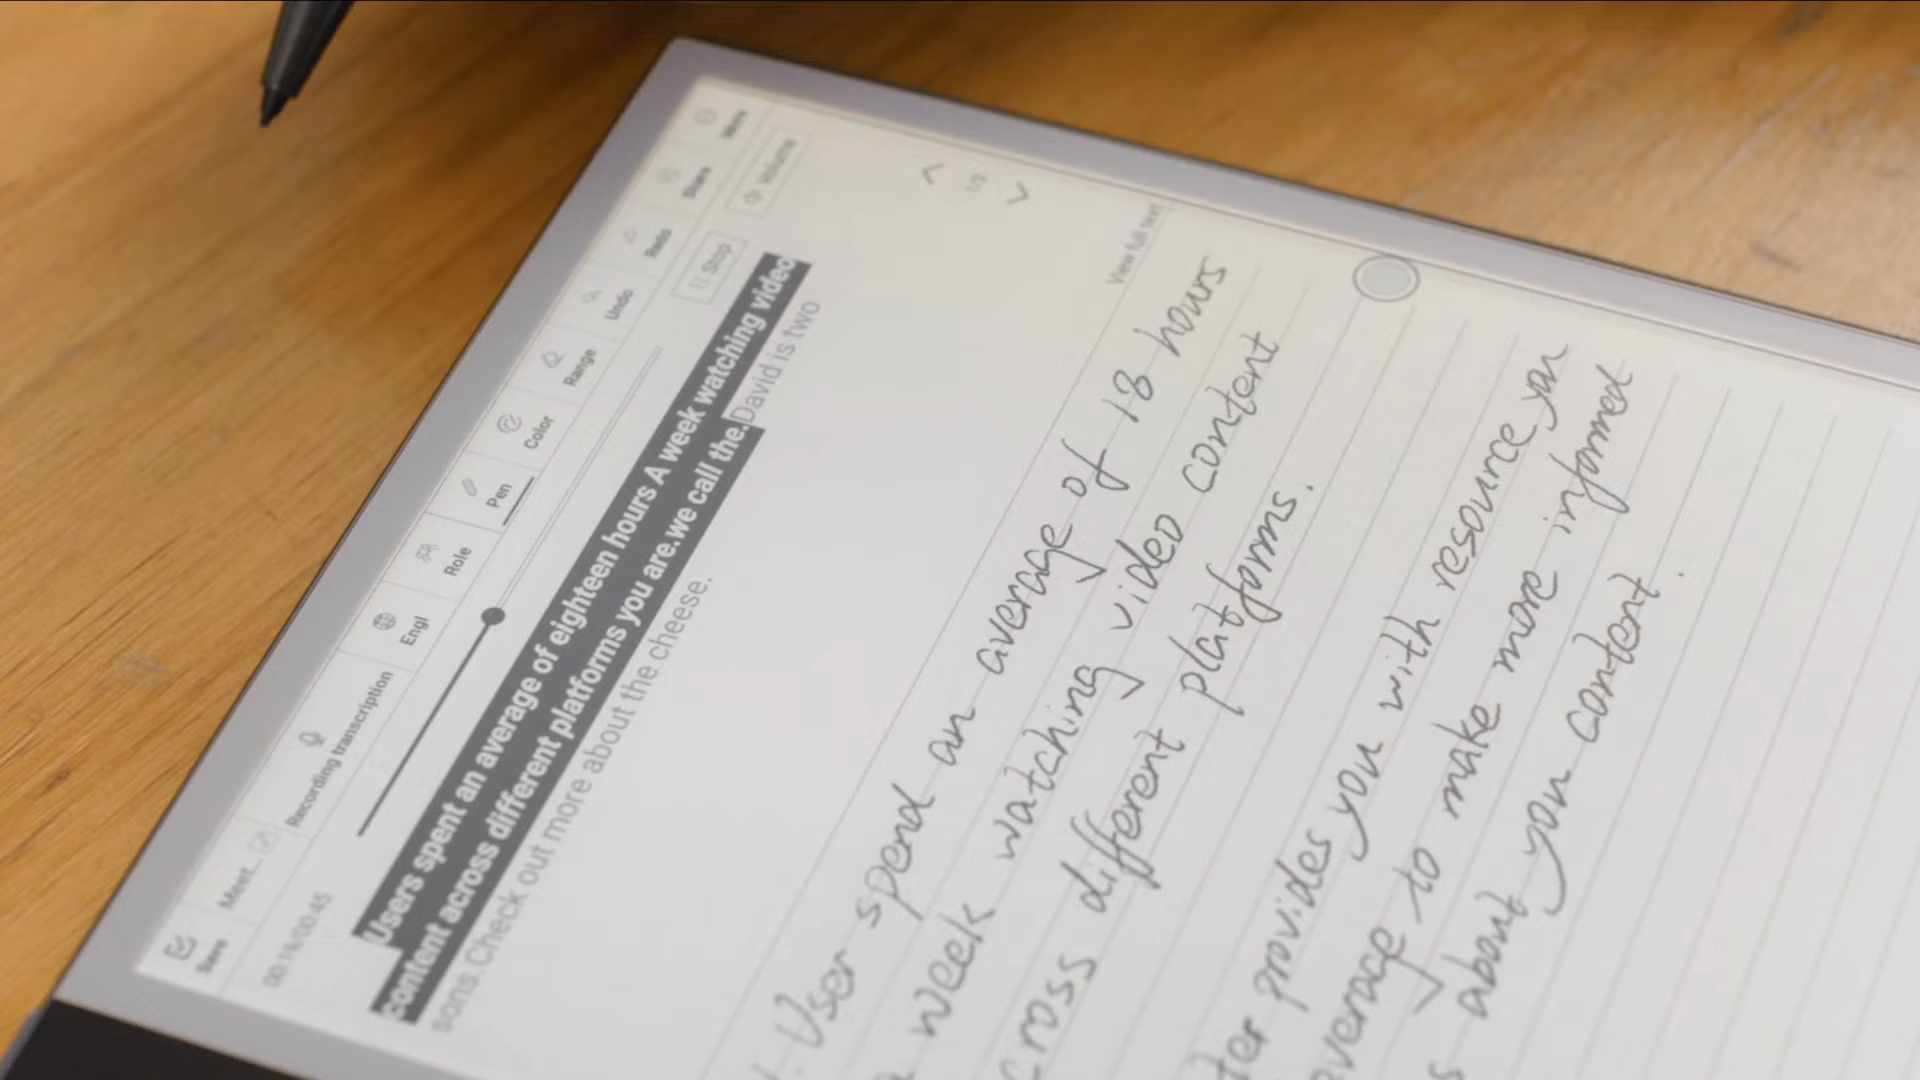 Save
Meet..
Recording transcription
Engl
Role
Pen
Color
Range
Undo
Redo
Share
More
00:19/00:45
Stop
Volume
Users spent an average of eighteen hours A week watching video
content across different platforms you are.we call the.David is two
sons.Check out more about the cheese.
1/2
View full text
User spend an average of 18 hours
week watching video content
cross different platforms.
provides you with resource you
average to make more informed
about you content.